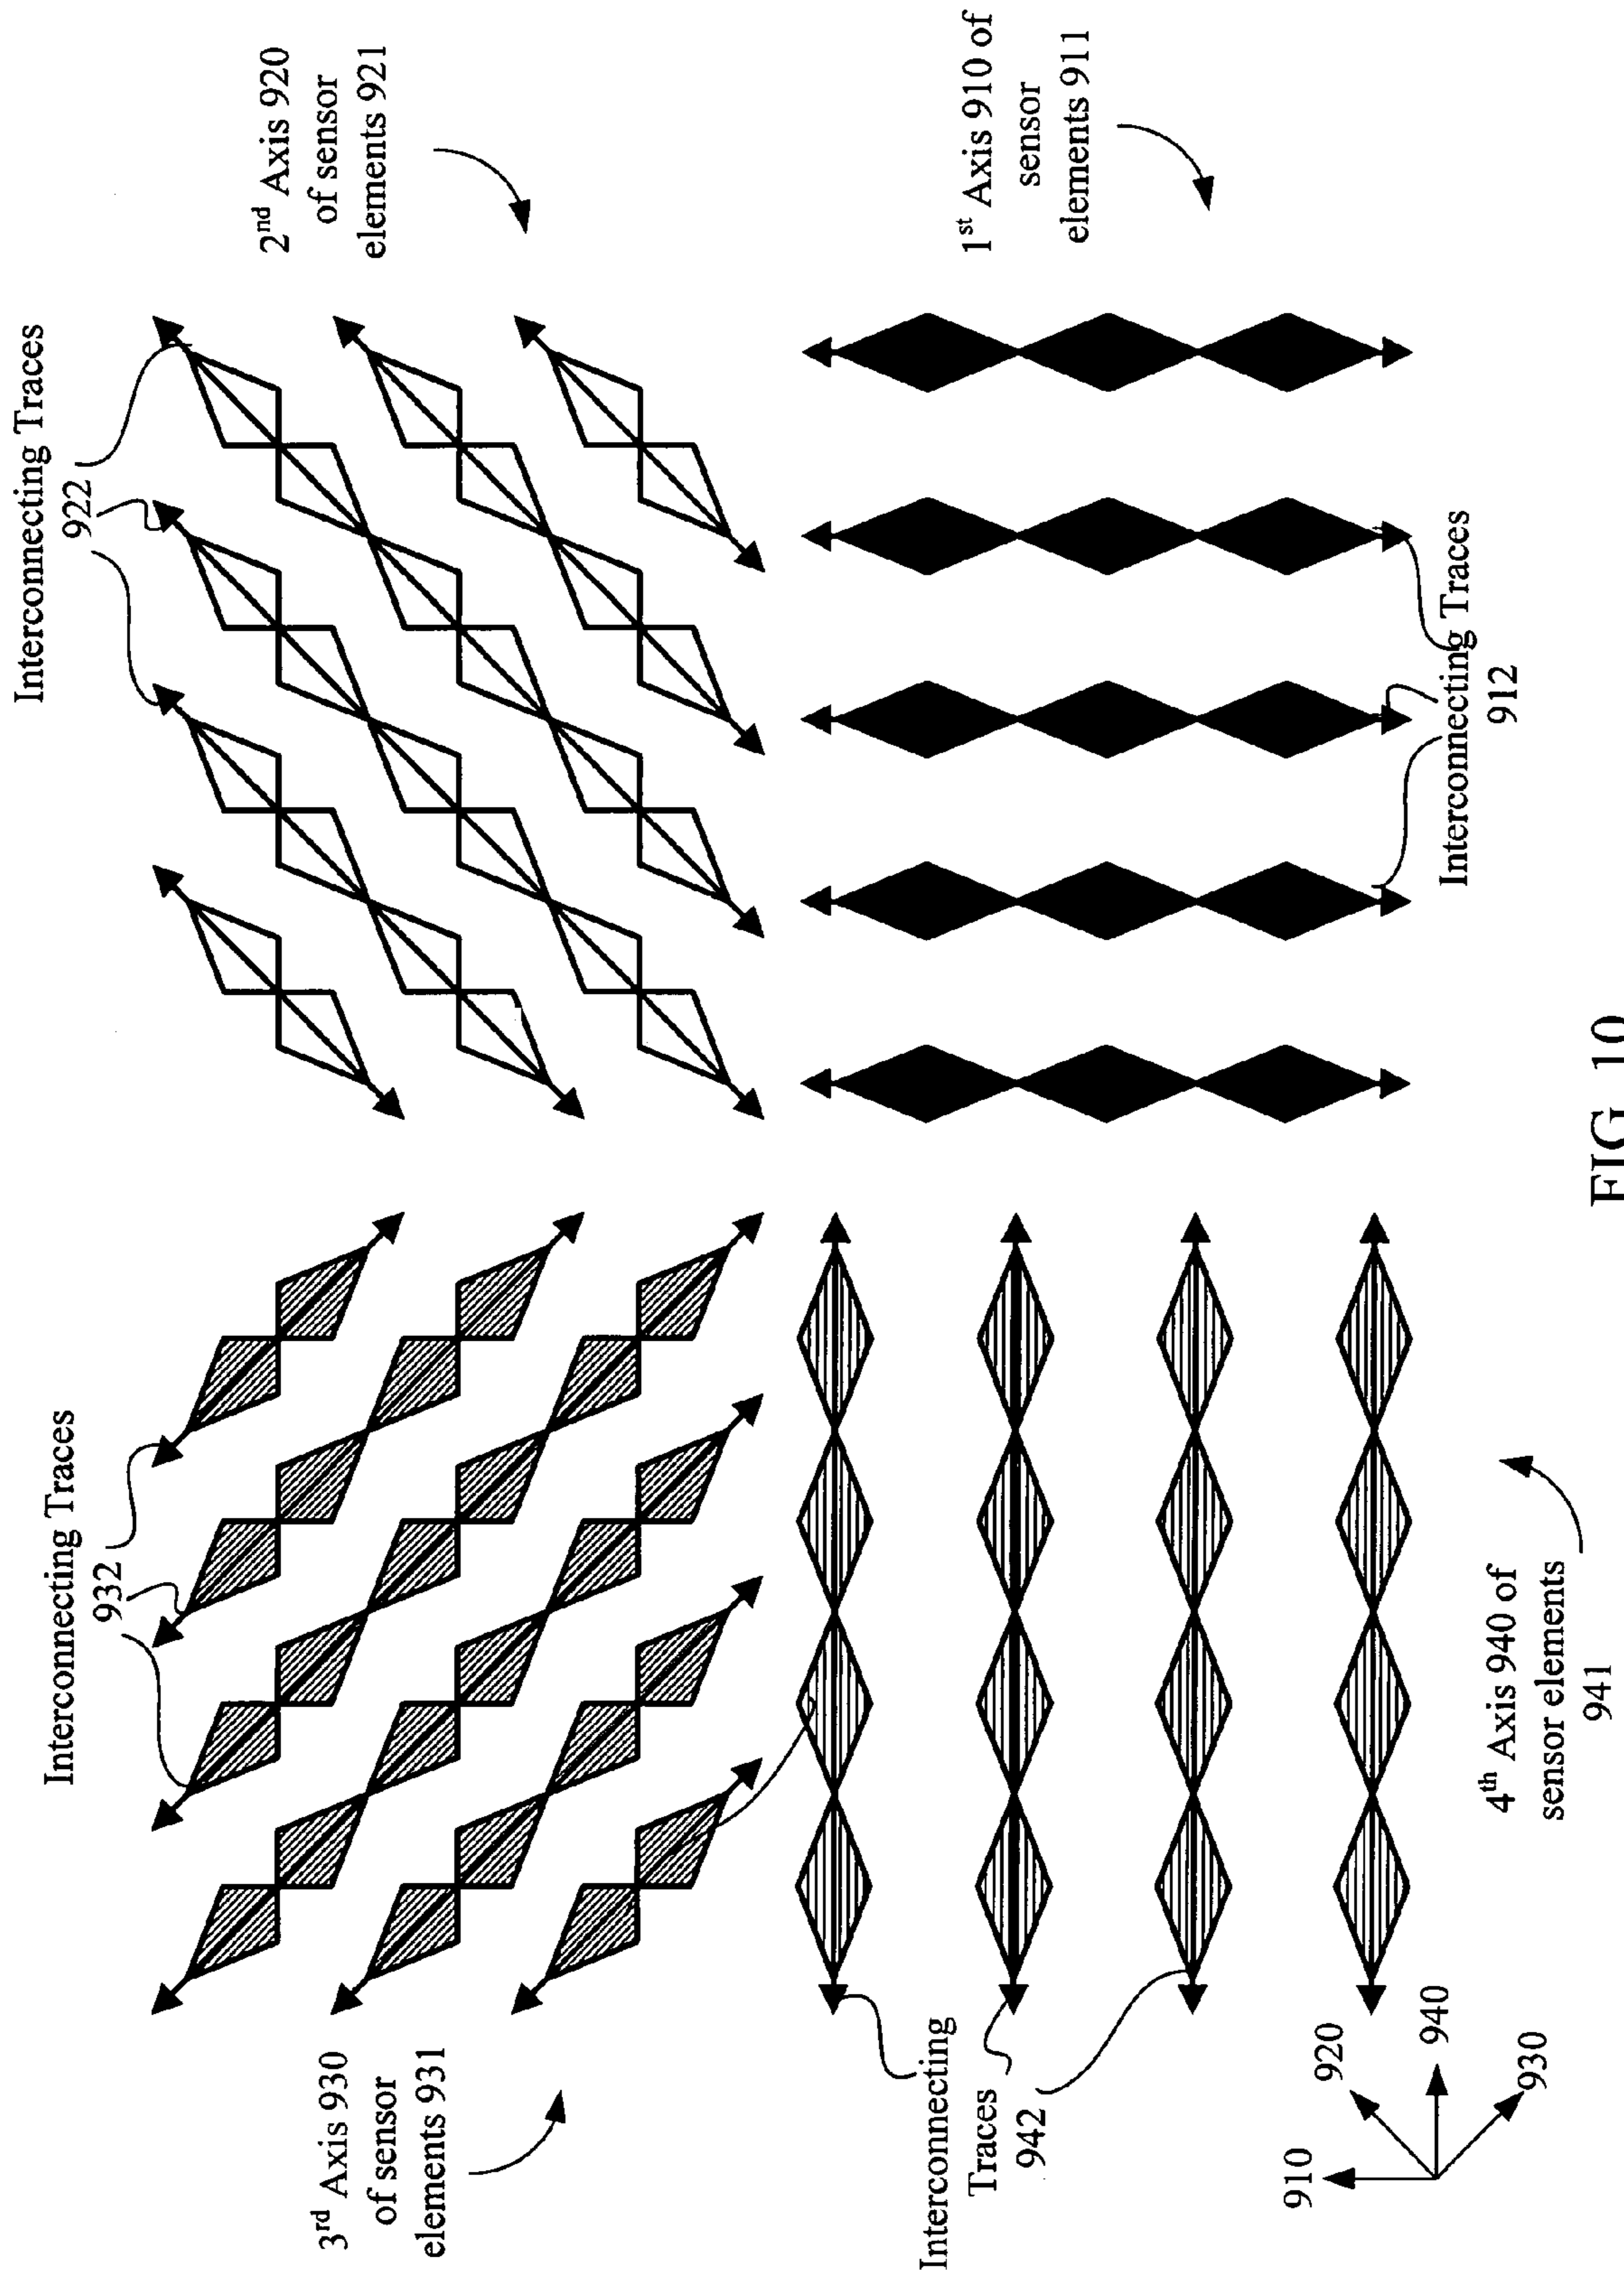 Interconnecting Traces
932
Interconnecting Traces
922
3rd Axis 930
of sensor
elements 931
2nd Axis 920
of sensor
elements 921
Interconnecting
Traces
942
1st Axis 910 of
sensor
elements 911
910
920
940
930
4th Axis 940 of
sensor elements
941
Interconnecting Traces
912
FIG 10